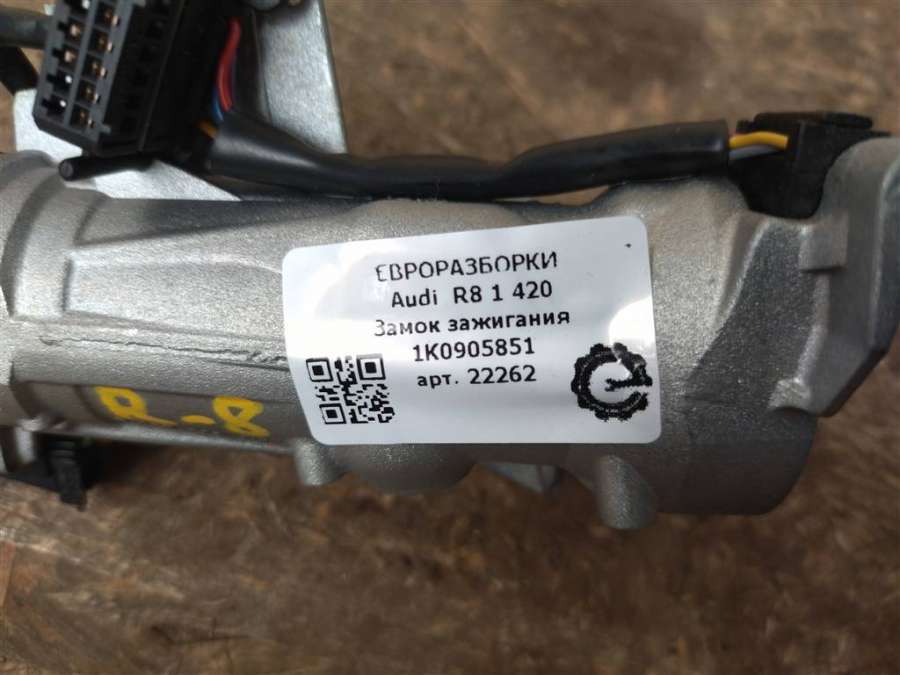 ЕВРОРАЗБОРКИ
Audi R8 1 420
Замок зажигания
1K0905851
арт. 22262
R-8